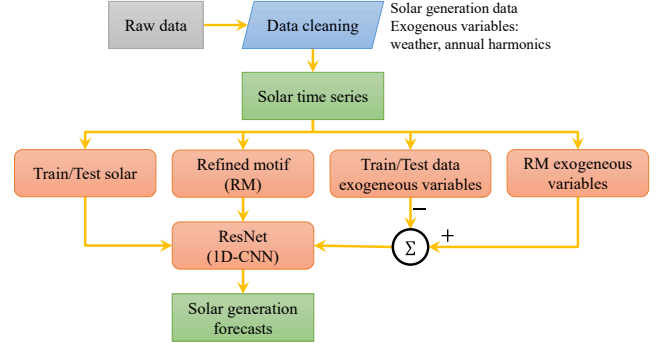 Raw data
Data cleaning
Solar generation data
Exogenous variables:
weather, annual harmonics
Solar time series
Train/Test solar
Refined motif
(RM)
Train/Test data
exogeneous variables
RM exogeneous
variables
−
+
Σ
ResNet
(1D-CNN)
Solar generation
forecasts